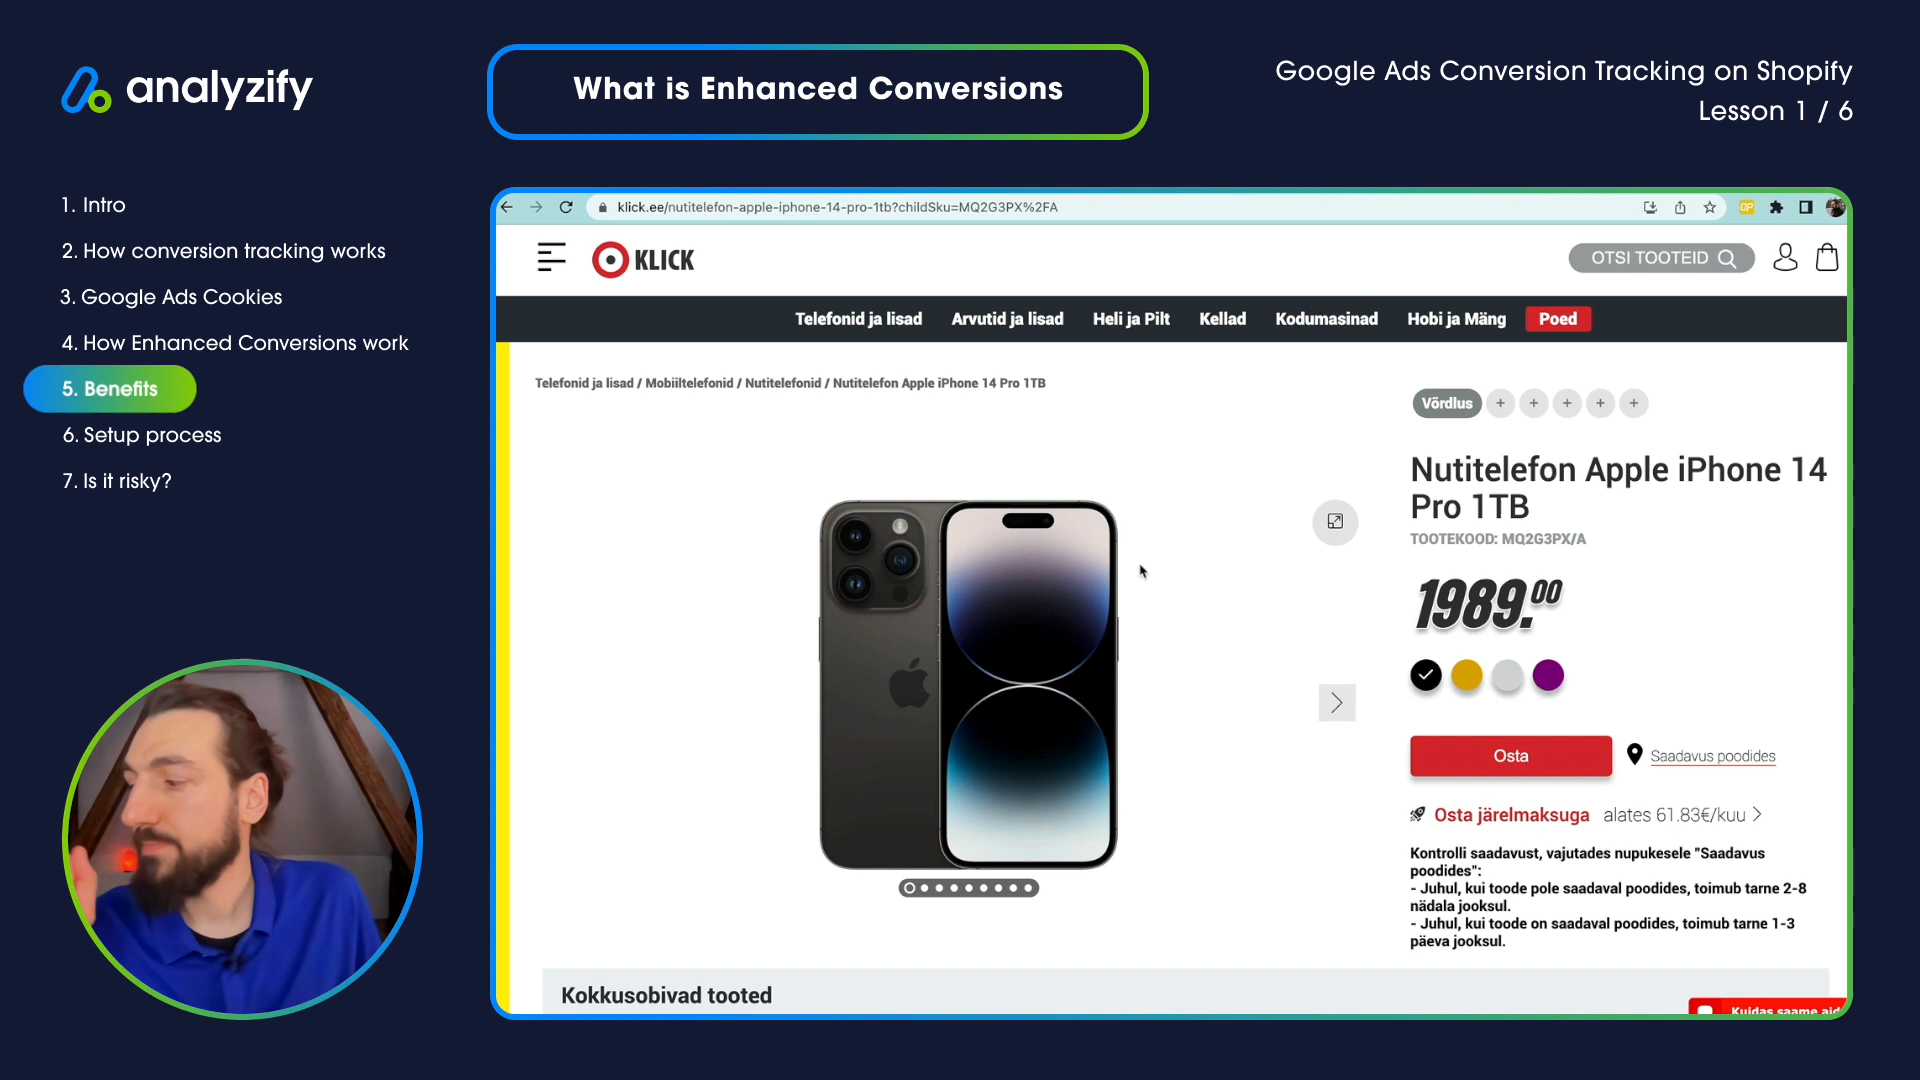 analyzify
What is Enhanced Conversions
Google Ads Conversion Tracking on Shopify
Lesson 1 / 6
1. Intro
2. How conversion tracking works
3. Google Ads Cookies
4. How Enhanced Conversions work
5. Benefits
6. Setup process
7. Is it risky?
klick.ee/nutitelefon-apple-iphone-14-pro-1tb?childSku=MQ2G3PX%2FA
OP
KLICK
OTSI TOOTEID
Telefonid ja lisad Arvutid ja lisad Heli ja Pilt Kellad Kodumasinad Hobi ja Mäng Poed
Telefonid ja lisad / Mobiiltelefonid / Nutitelefonid / Nutitelefon Apple iPhone 14 Pro 1TB
Võrdlus + + + + +
Nutitelefon Apple iPhone 14
Pro 1TB
TOOTEKOOD: MQ2G3PX/A
1989.00
Osta
Saadavus poodides
Osta järelmaksuga alates 61.83€/kuu
Kontrolli saadavust, vajutades nupukesele "Saadavus
poodides":
- Juhul, kui toode pole saadaval poodides, toimub tarne 2-8
nädala jooksul.
- Juhul, kui toode on saadaval poodides, toimub tarne 1-3
päeva jooksul.
Kokkusobivad tooted
Kuidas saame aid